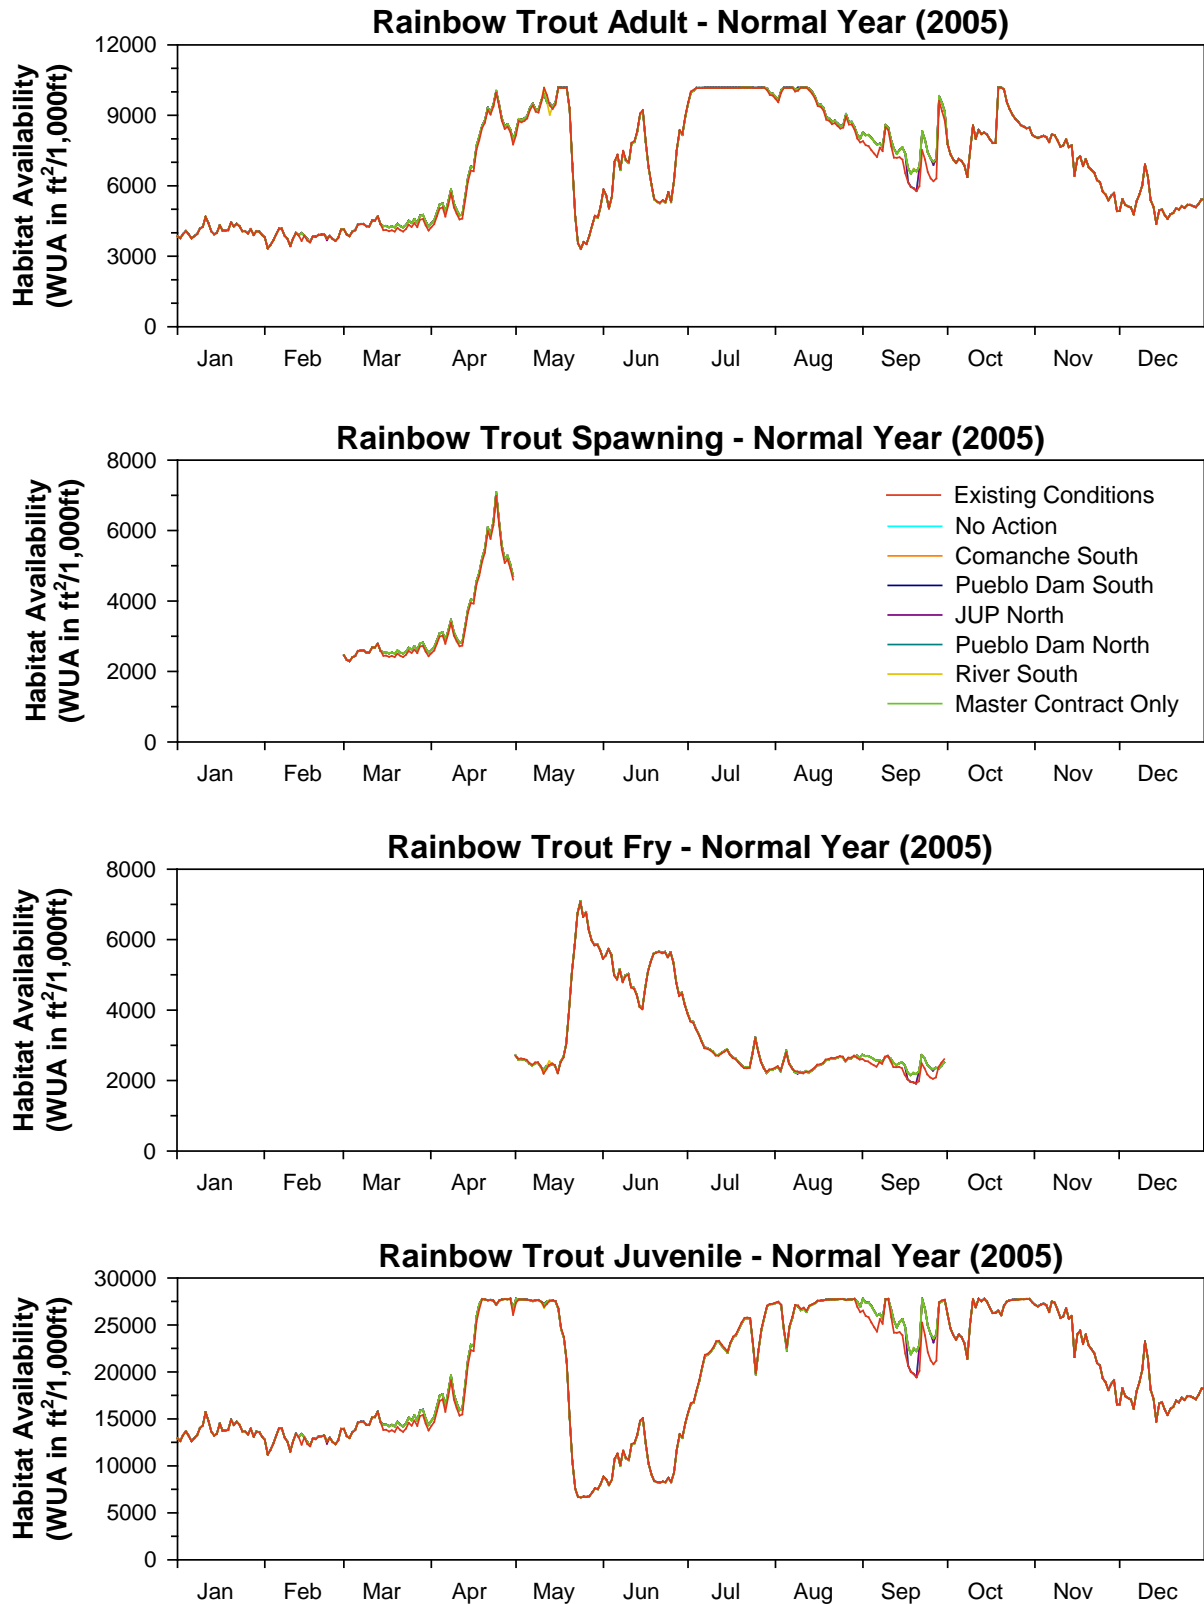 Rainbow Trout Adult - Normal Year (2005)
Habitat Availability
(WUA in ft²/1,000ft)
12000
9000
6000
3000
0
Jan Feb Mar Apr May Jun Jul Aug Sep Oct Nov Dec
Rainbow Trout Spawning - Normal Year (2005)
Habitat Availability
(WUA in ft²/1,000ft)
8000
6000
4000
2000
0
Existing Conditions
No Action
Comanche South
Pueblo Dam South
JUP North
Pueblo Dam North
River South
Master Contract Only
Jan Feb Mar Apr May Jun Jul Aug Sep Oct Nov Dec
Rainbow Trout Fry - Normal Year (2005)
Habitat Availability
(WUA in ft²/1,000ft)
8000
6000
4000
2000
0
Jan Feb Mar Apr May Jun Jul Aug Sep Oct Nov Dec
Rainbow Trout Juvenile - Normal Year (2005)
Habitat Availability
(WUA in ft²/1,000ft)
30000
25000
20000
15000
10000
5000
0
Jan Feb Mar Apr May Jun Jul Aug Sep Oct Nov Dec